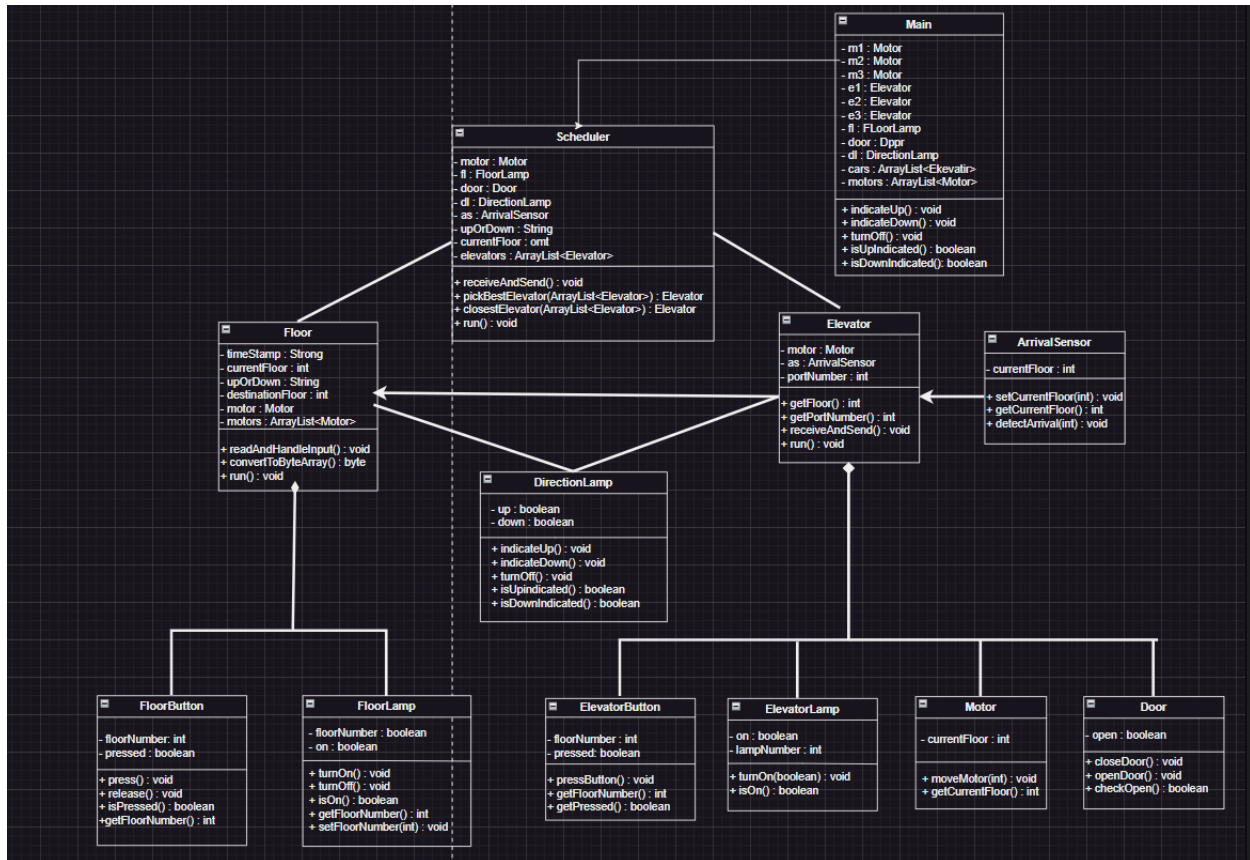 Main
- m1 : Motor
- m2 : Motor
- m3 : Motor
- e1 : Elevator
- e2 : Elevator
- e3 : Elevator
- fl : FLoorLamp
- door : Dppr
- dl : DirectionLamp
- cars : ArrayList<Ekevatir>
- motors : ArrayList<Motor>
+ indicateUp() : void
+ indicateDown() : void
+ turnOff() : void
+ isUpIndicated() : boolean
+ isDownIndicated(): boolean
Scheduler
- motor : Motor
- fl : FloorLamp
- door : Door
- dl : DirectionLamp
- as : ArrivalSensor
- upOrDown : String
- currentFloor : omt
- elevators : ArrayList<Elevator>
+ receiveAndSend() : void
+ pickBestElevator(ArrayList<Elevator>) : Elevator
+ closestElevator(ArrayList<Elevator>) : Elevator
+ run() : void
Floor
- timeStamp : Strong
- currentFloor : int
- upOrDown : String
- destinationFloor : int
- motor : Motor
- motors : ArrayList<Motor>
+ readAndHandleInput() : void
+ convertToByteArray() : byte
+ run() : void
Elevator
- motor : Motor
- as : ArrivalSensor
- portNumber : int
+ getFloor() : int
+ getPortNumber() : int
+ receiveAndSend() : void
+ run() : void
ArrivalSensor
- currentFloor : int
+ setCurrentFloor(int) : void
+ getCurrentFloor() : int
+ detectArrival(int) : void
DirectionLamp
- up : boolean
- down : boolean
+ indicateUp() : void
+ indicateDown() : void
+ turnOff() : void
+ isUpindicated() : boolean
+ isDownIndicated() : boolean
FloorButton
- floorNumber: int
- pressed : boolean
+ press() : void
+ release() : void
+ isPressed() : boolean
+getFloorNumber() : int
FloorLamp
- floorNumber : boolean
- on : boolean
+ turnOn() : void
+ turnOff() : void
+ isOn() : boolean
+ getFloorNumber() : int
+ setFloorNumber(int) : void
ElevatorButton
- floorNumber : int
- pressed: boolean
+ pressButton() : void
+ getFloorNumber() : int
+ getPressed() : boolean
ElevatorLamp
- on : boolean
- lampNumber : int
+ turnOn(boolean) : void
+ isOn() : boolean
Motor
- currentFloor : int
+ moveMotor(int) : void
+ getCurrentFloor() : int
Door
- open : boolean
+ closeDoor() : void
+ openDoor() : void
+ checkOpen() : boolean